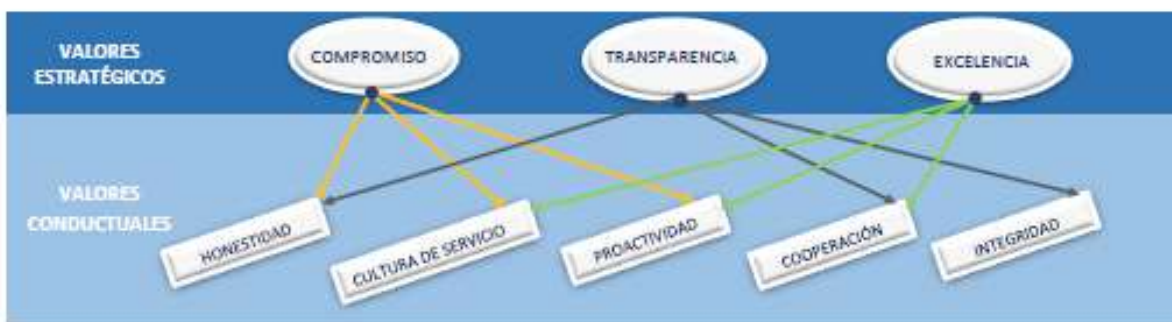 VALORES
ESTRATÉGICOS
COMPROMISO
TRANSPARENCIA
EXCELENCIA
VALORES
CONDUCTUALES
HONESTIDAD
CULTURA DE SERVICIO
PROACTIVIDAD
COOPERACIÓN
INTEGRIDAD